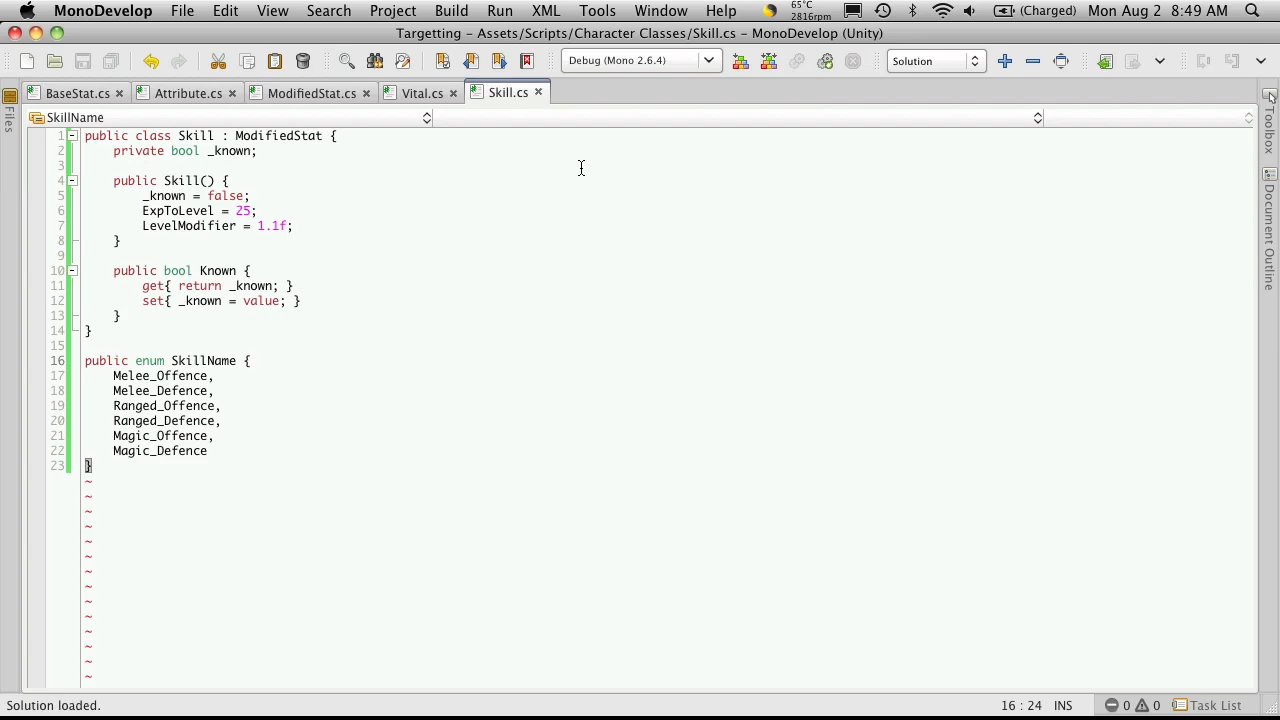 MonoDevelop File Edit View Search Project Build Run XML Tools Window Help 65°C 2816rpm (Charged) Mon Aug 2 8:49 AM
Targetting – Assets/Scripts/Character Classes/Skill.cs – MonoDevelop (Unity)
Debug (Mono 2.6.4) Solution
BaseStat.cs Attribute.cs ModifiedStat.cs Vital.cs Skill.cs
SkillName
Files
Toolbox
Document Outline
1 public class Skill : ModifiedStat {
2 private bool _known;
3
4 public Skill() {
5 _known = false;
6 ExpToLevel = 25;
7 LevelModifier = 1.1f;
8 }
9
10 public bool Known {
11 get{ return _known; }
12 set{ _known = value; }
13 }
14 }
15
16 public enum SkillName {
17 Melee_Offence,
18 Melee_Defence,
19 Ranged_Offence,
20 Ranged_Defence,
21 Magic_Offence,
22 Magic_Defence
23 }
~
~
~
~
~
~
~
~
~
~
~
~
~
~
Solution loaded. 16 : 24 INS 0 0 Task List